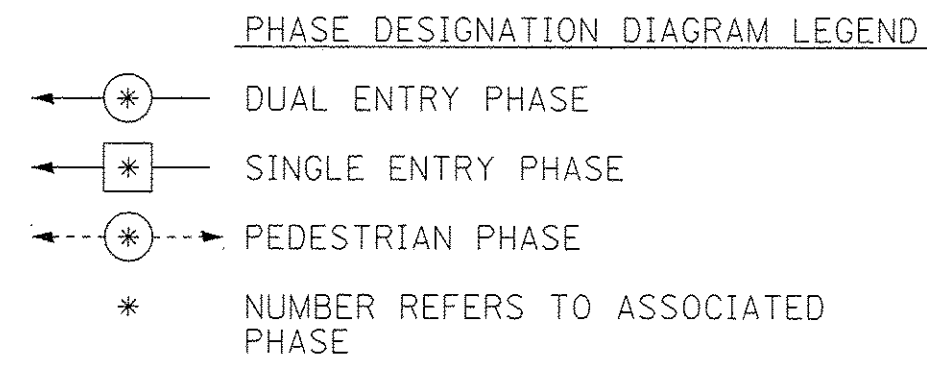 PHASE DESIGNATION DIAGRAM LEGEND
* DUAL ENTRY PHASE
* SINGLE ENTRY PHASE
* PEDESTRIAN PHASE
* NUMBER REFERS TO ASSOCIATED
PHASE